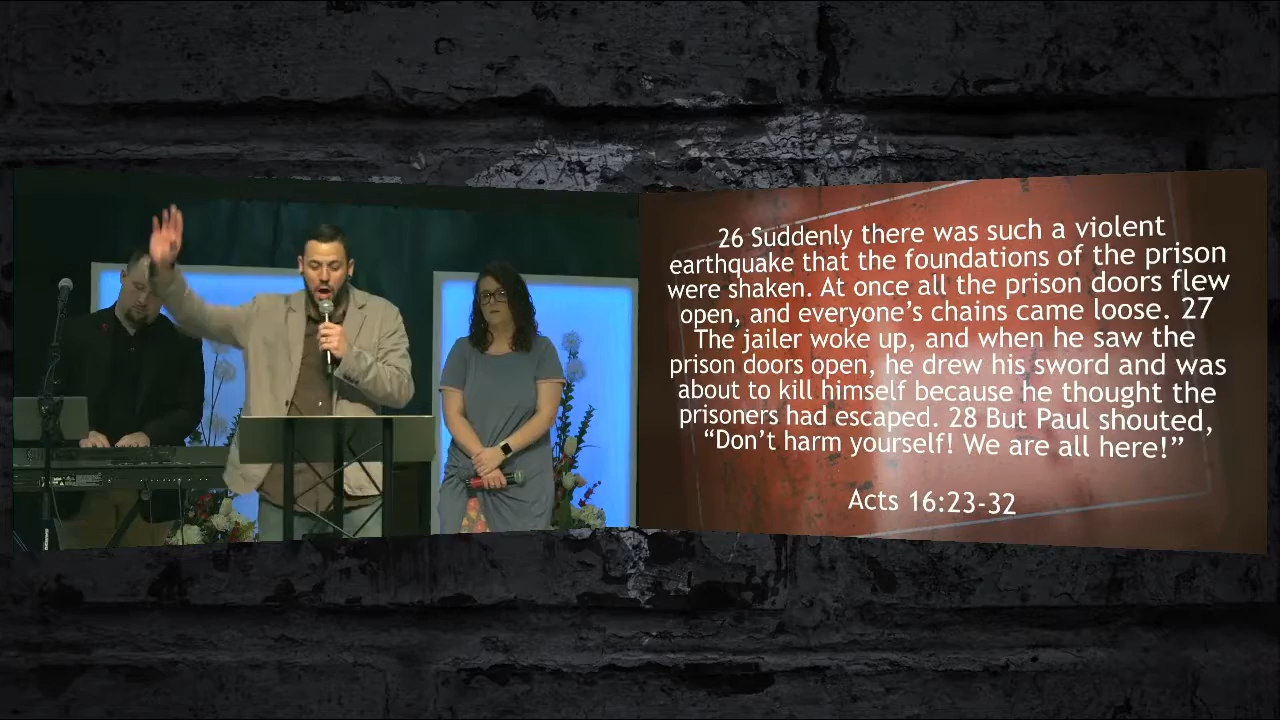 26 Suddenly there was such a violent
earthquake that the foundations of the prison
were shaken. At once all the prison doors flew
open, and everyone’s chains came loose. 27
The jailer woke up, and when he saw the
prison doors open, he drew his sword and was
about to kill himself because he thought the
prisoners had escaped. 28 But Paul shouted,
“Don’t harm yourself! We are all here!”
Acts 16:23-32